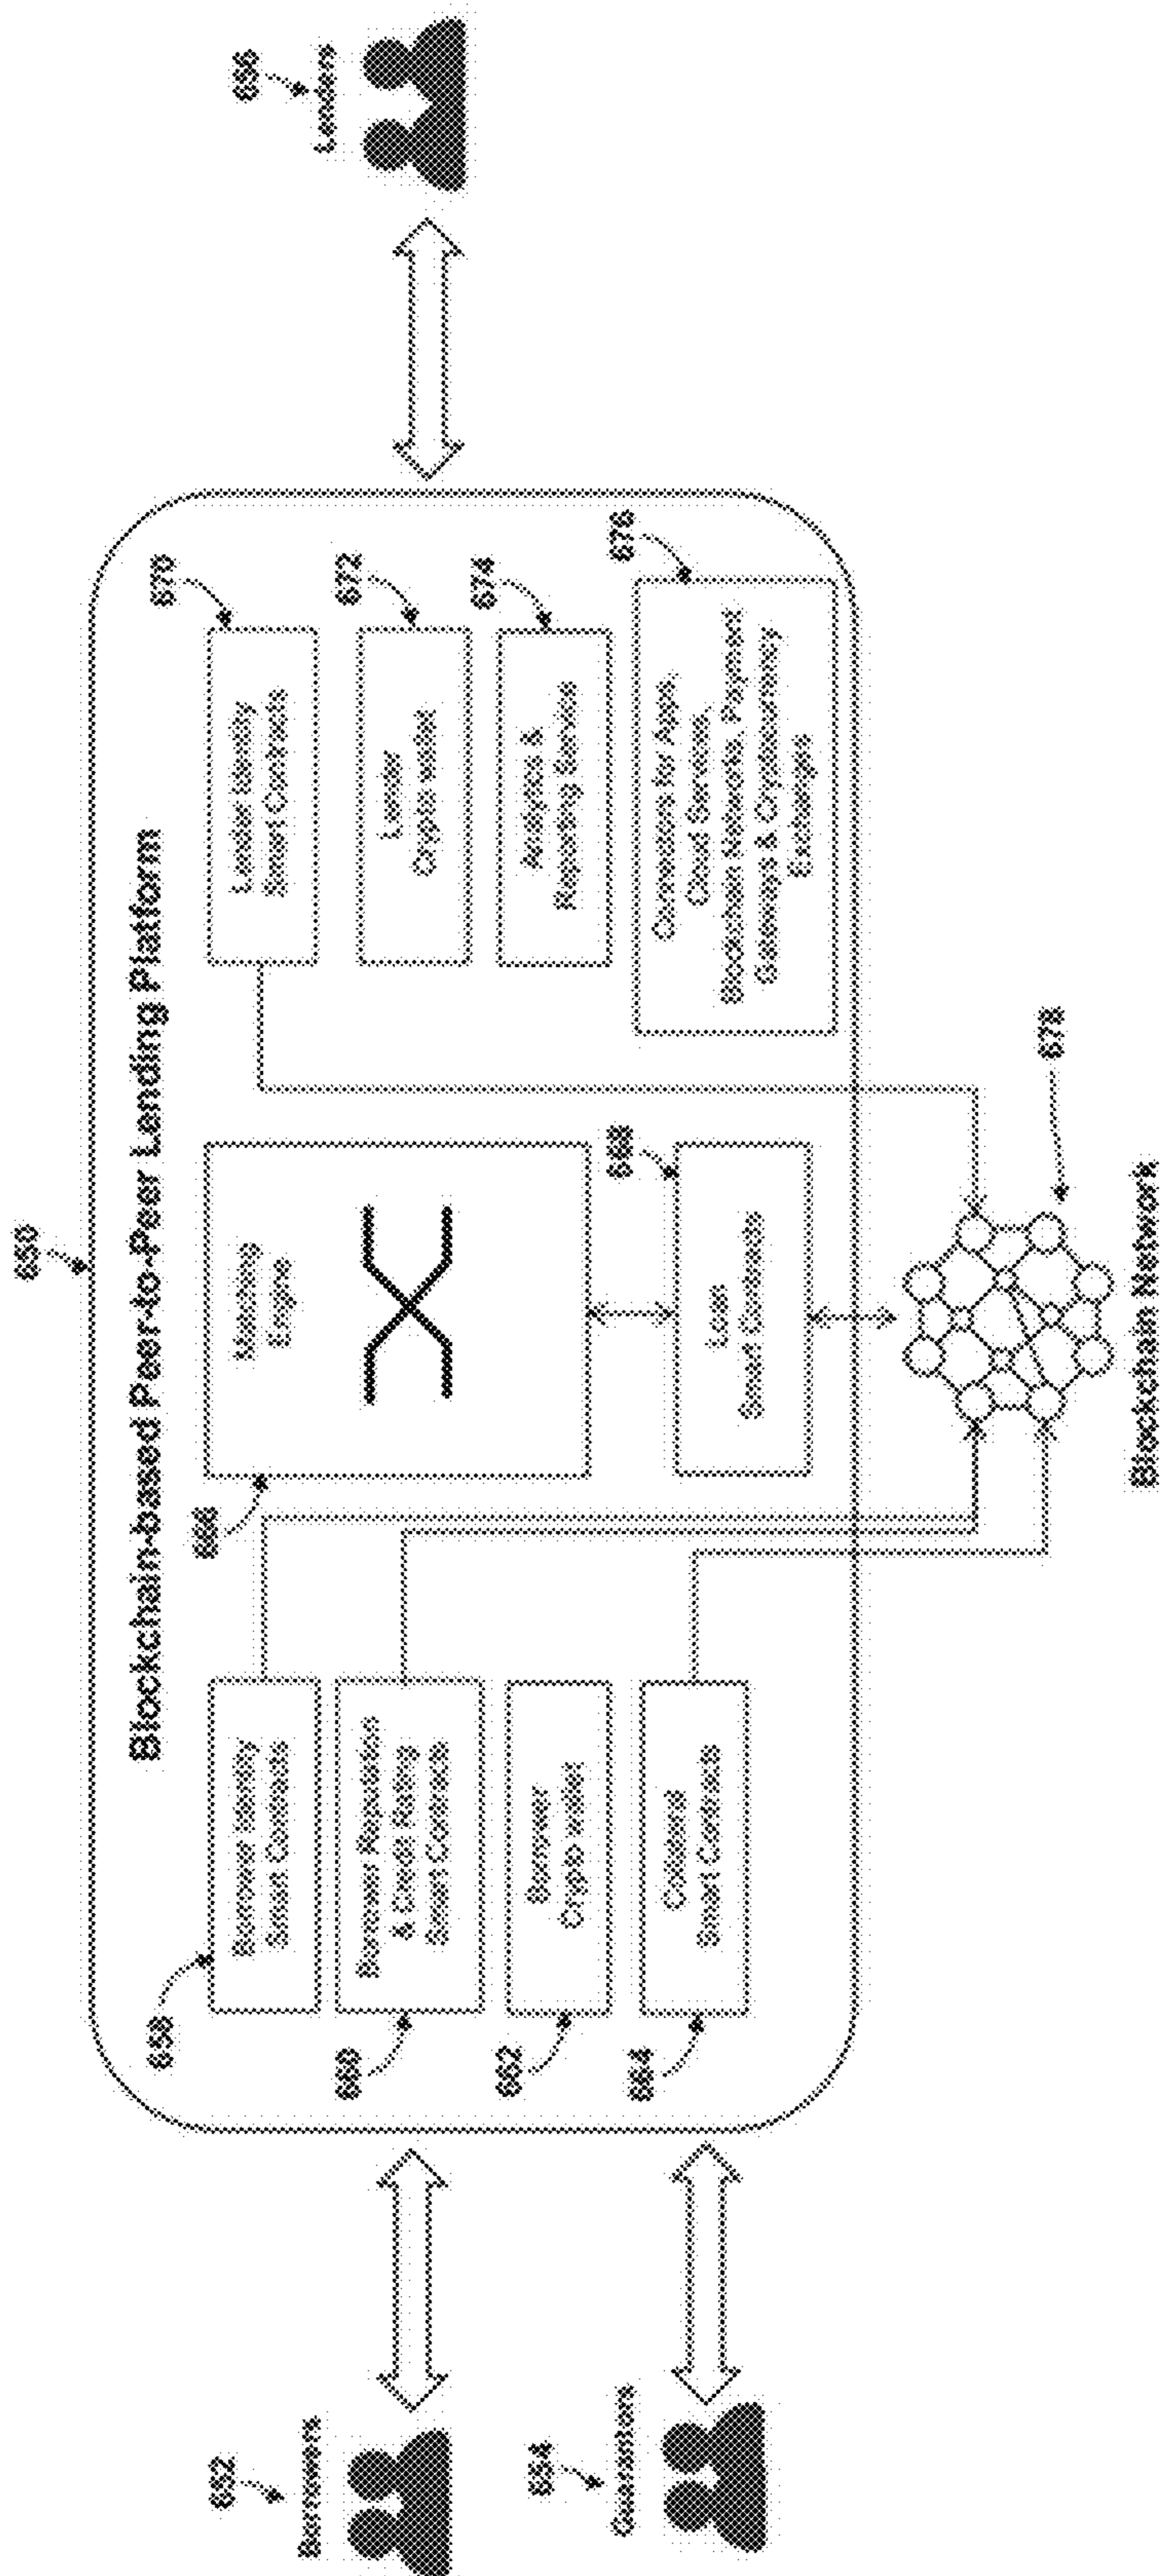 650
Blockchain-based Peer-to-Peer Lending Platform
652
Borrowers
654
Guarantors
658
Borrower Identity
Smart Contracts
660
Borrower Reputation
& Credit Rating
Smart Contracts
662
Borrower
Crypto wallet
664
Collateral
Smart Contracts
666
Matching
Engine
668
Loan
Smart Contracts
670
Lender Identity
Smart Contracts
672
Lender
Crypto wallet
674
Analytics &
Reporting Service
676
Connectors for Apps,
Cloud Services,
Blockchain Networks, Payment
Gateways & Cryptocurrency
Exchanges
656
Lenders
678
Blockchain Network